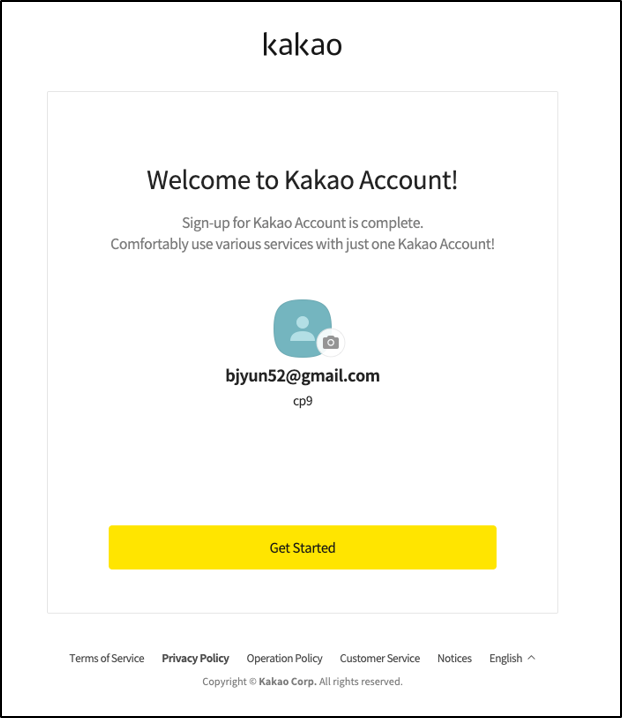 kakao
Welcome to Kakao Account!
Sign-up for Kakao Account is complete.
Comfortably use various services with just one Kakao Account!
bjyun52@gmail.com
cp9
Get Started
Terms of Service Privacy Policy Operation Policy Customer Service Notices English
Copyright © Kakao Corp. All rights reserved.